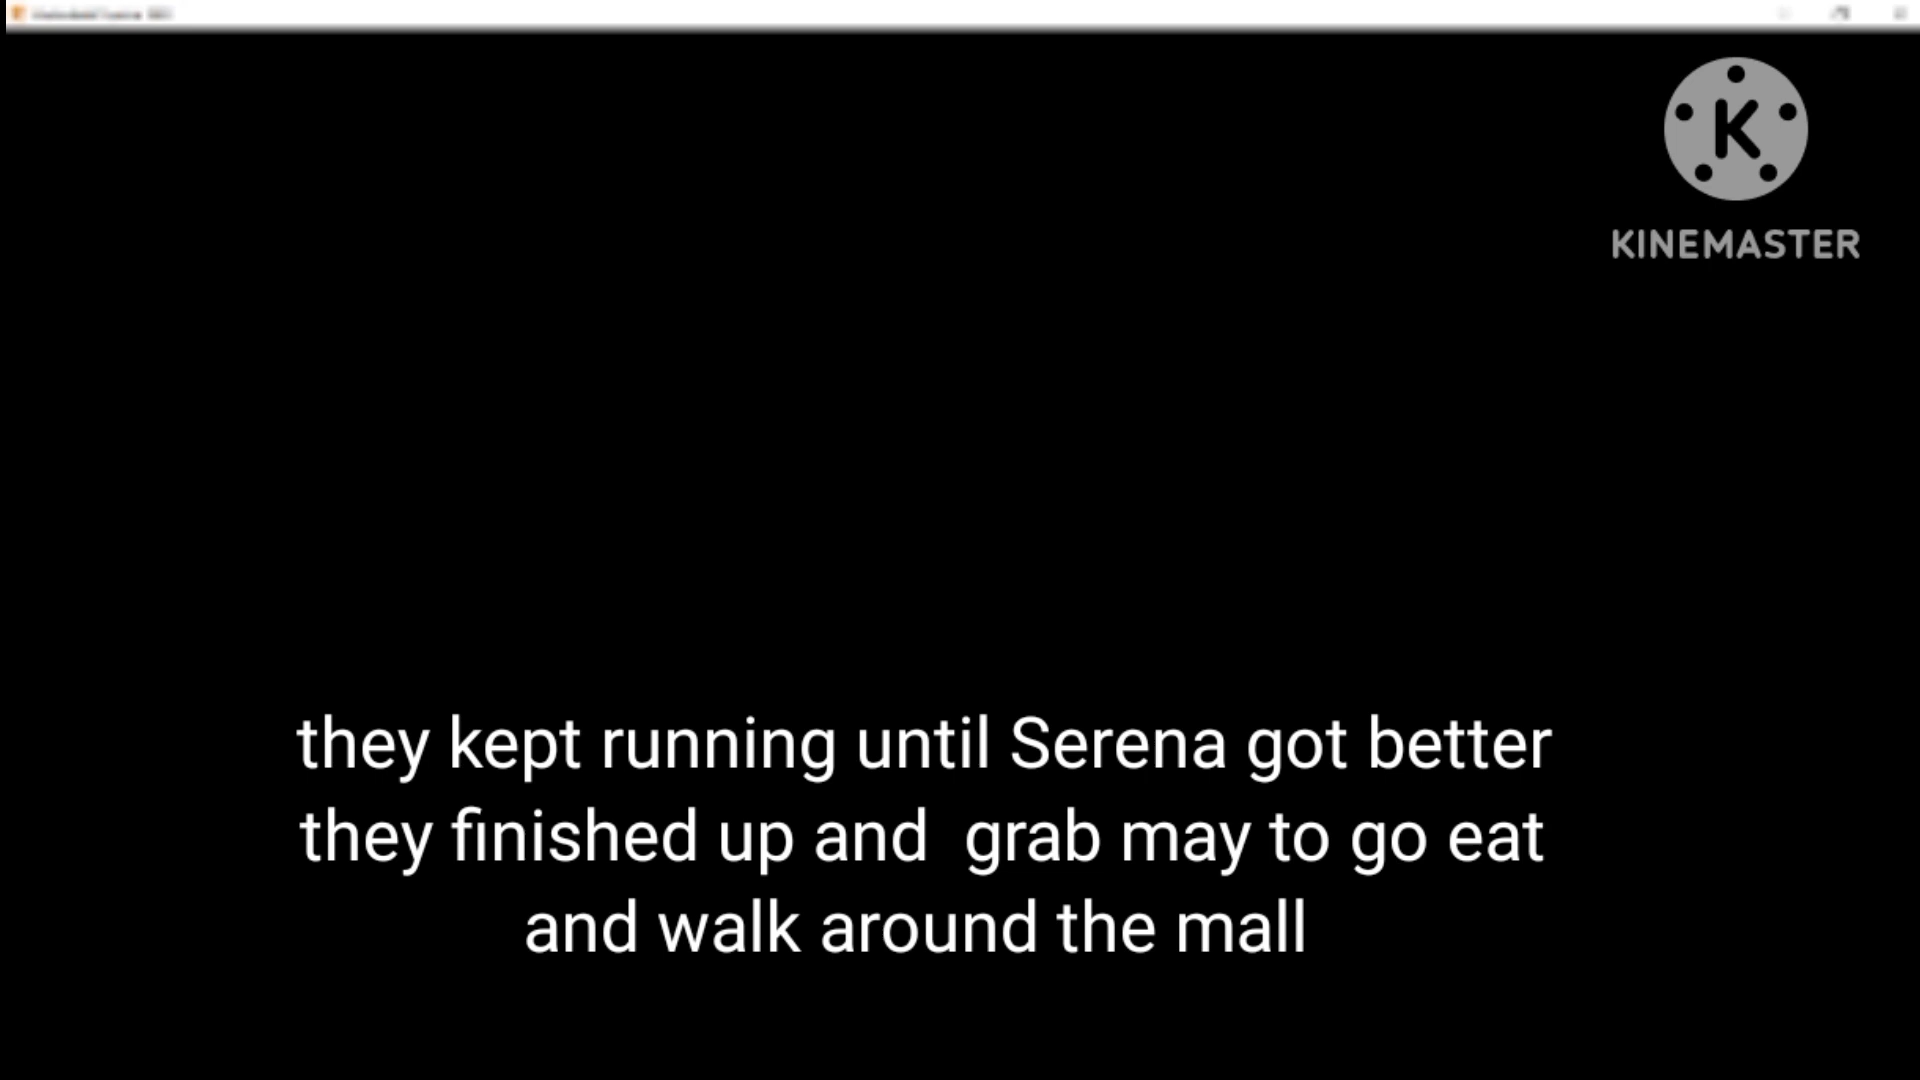 KINEMASTER
they kept running until Serena got better
they finished up and  grab may to go eat
and walk around the mall